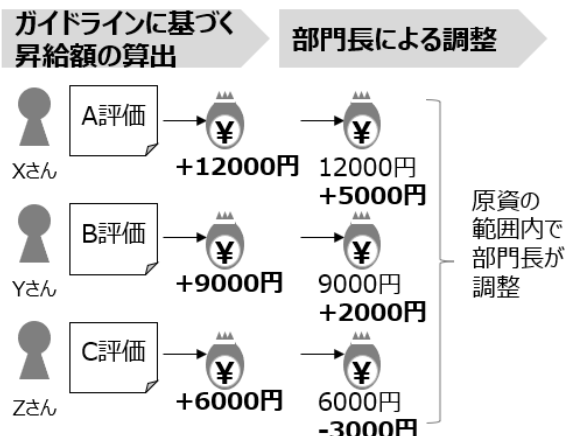 ガイドラインに基づく
昇給額の算出
部門長による調整
Xさん
A評価
¥
+12000円
¥
12000円
+5000円
Yさん
B評価
¥
+9000円
¥
9000円
+2000円
Zさん
C評価
¥
+6000円
¥
6000円
-3000円
原資の
範囲内で
部門長が
調整